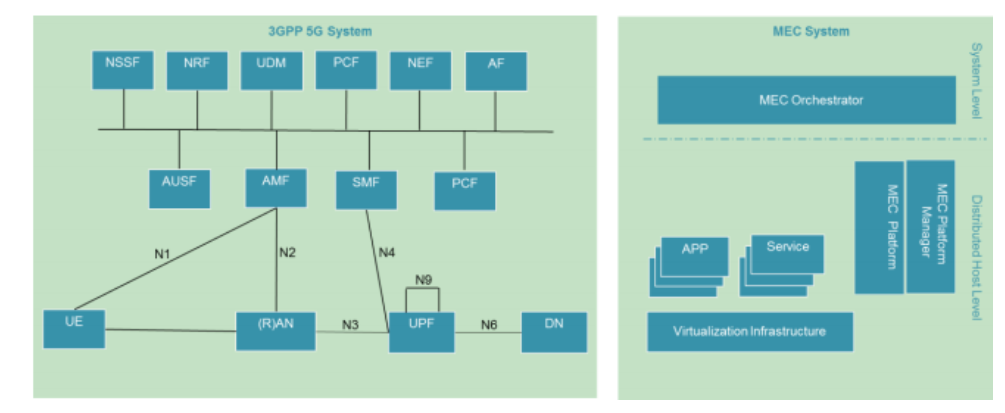 3GPP 5G System
NSSF
NRF
UDM
PCF
NEF
AF
AUSF
AMF
SMF
PCF
N1
N2
N4
N9
UE
(R)AN
N3
UPF
N6
DN
MEC System
System Level
MEC Orchestrator
MEC Platform
MEC Platform
Manager
Distributed Host Level
APP
Service
Virtualization Infrastructure